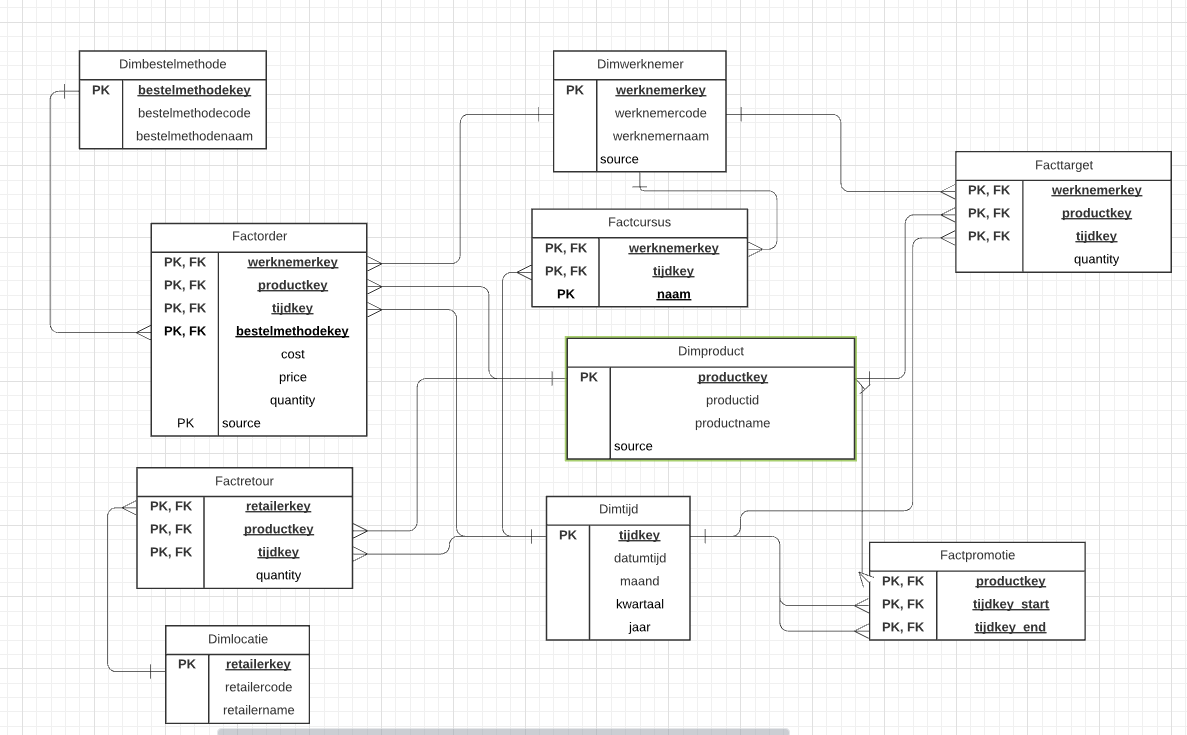 Dimbestelmethode
PK bestelmethodekey
bestelmethodecode
bestelmethodenaam
Dimwerknemer
PK werknemerkey
werknemercode
werknemernaam
source
Facttarget
PK, FK werknemerkey
PK, FK productkey
PK, FK tijdkey
quantity
Factorder
PK, FK werknemerkey
PK, FK productkey
PK, FK tijdkey
PK, FK bestelmethodekey
cost
price
quantity
PK source
Factcursus
PK, FK werknemerkey
PK, FK tijdkey
PK naam
Dimproduct
PK productkey
productid
productname
source
Factretour
PK, FK retailerkey
PK, FK productkey
PK, FK tijdkey
quantity
Dimtijd
PK tijdkey
datumtijd
maand
kwartaal
jaar
Factpromotie
PK, FK productkey
PK, FK tijdkey_start
PK, FK tijdkey_end
Dimlocatie
PK retailerkey
retailercode
retailername